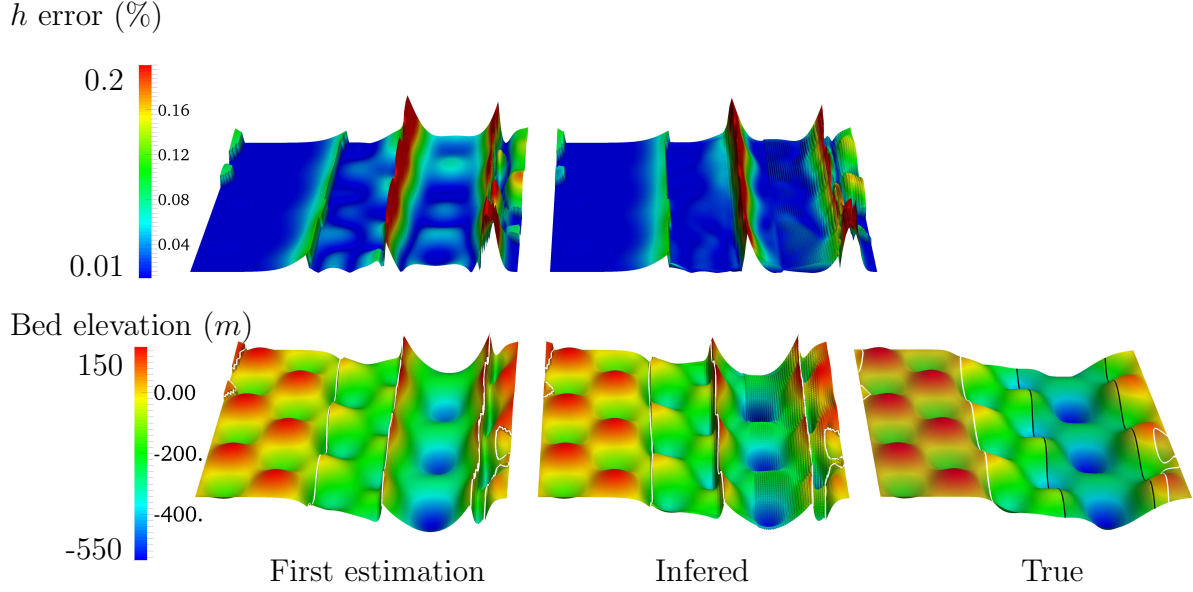 h error (%)
0.2
0.16
0.12
0.08
0.04
0.01
Bed elevation (m)
150
0.00
-200.
-400.
-550
First estimation
Infered
True